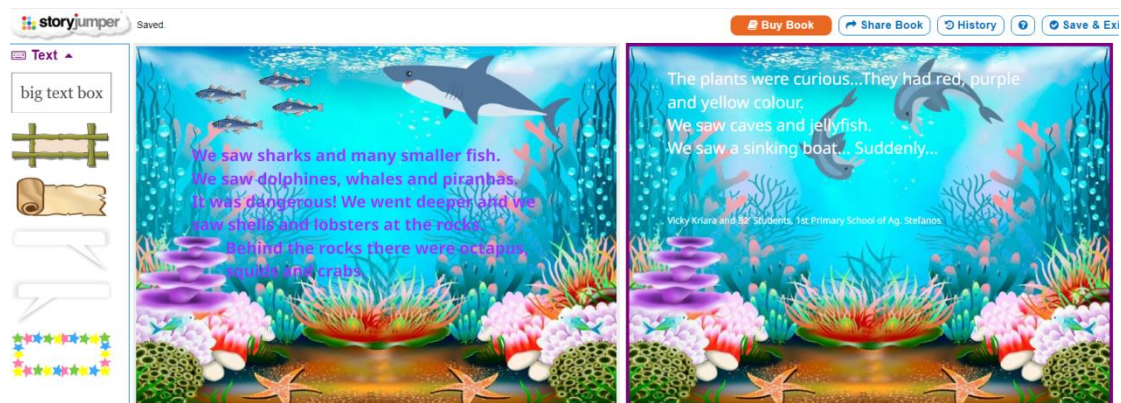 storyjumper
Saved.
Buy Book
Share Book
History
Save & Exi
Text
big text box
We saw sharks and many smaller fish.
We saw dolphines, whales and piranhas.
It was dangerous! We went deeper and we
saw shells and lobsters at the rocks.
Behind the rocks there were octapus,
squids and crabs.
The plants were curious...They had red, purple
and yellow colour.
We saw caves and jellyfish.
We saw a sinking boat... Suddenly...
Vicky Kriara and B2' Students, 1st Primary School of Ag. Stefanos